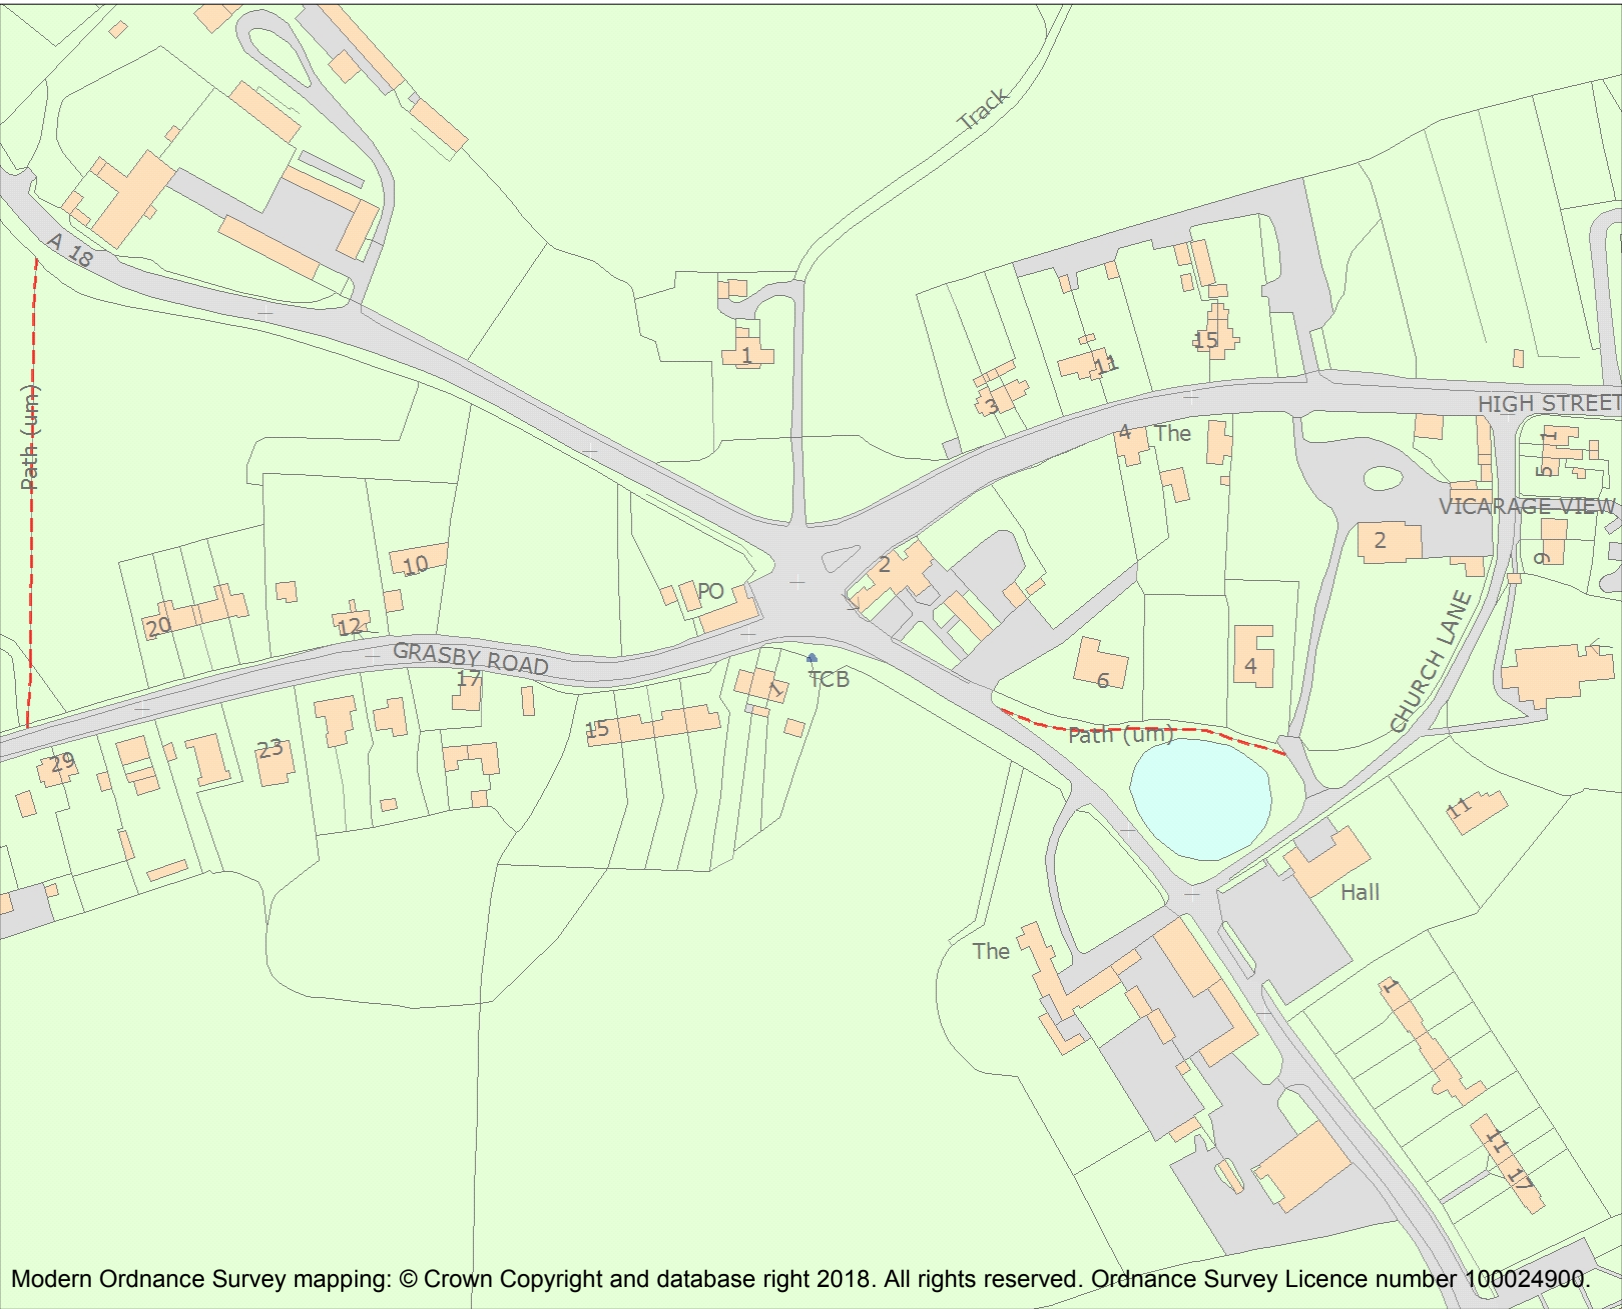 Track
A 18
1
15
11
3
HIGH STREET
4 The
1
5
Path (um)
VICARAGE VIEW
2
9
10
2
PO
20
12
GRASBY ROAD
17
CHURCH LANE
4
6
1
TCB
15
Path (um)
23
29
11
Hall
The
1
11
17
Modern Ordnance Survey mapping: © Crown Copyright and database right 2018. All rights reserved. Ordnance Survey Licence number 100024900.